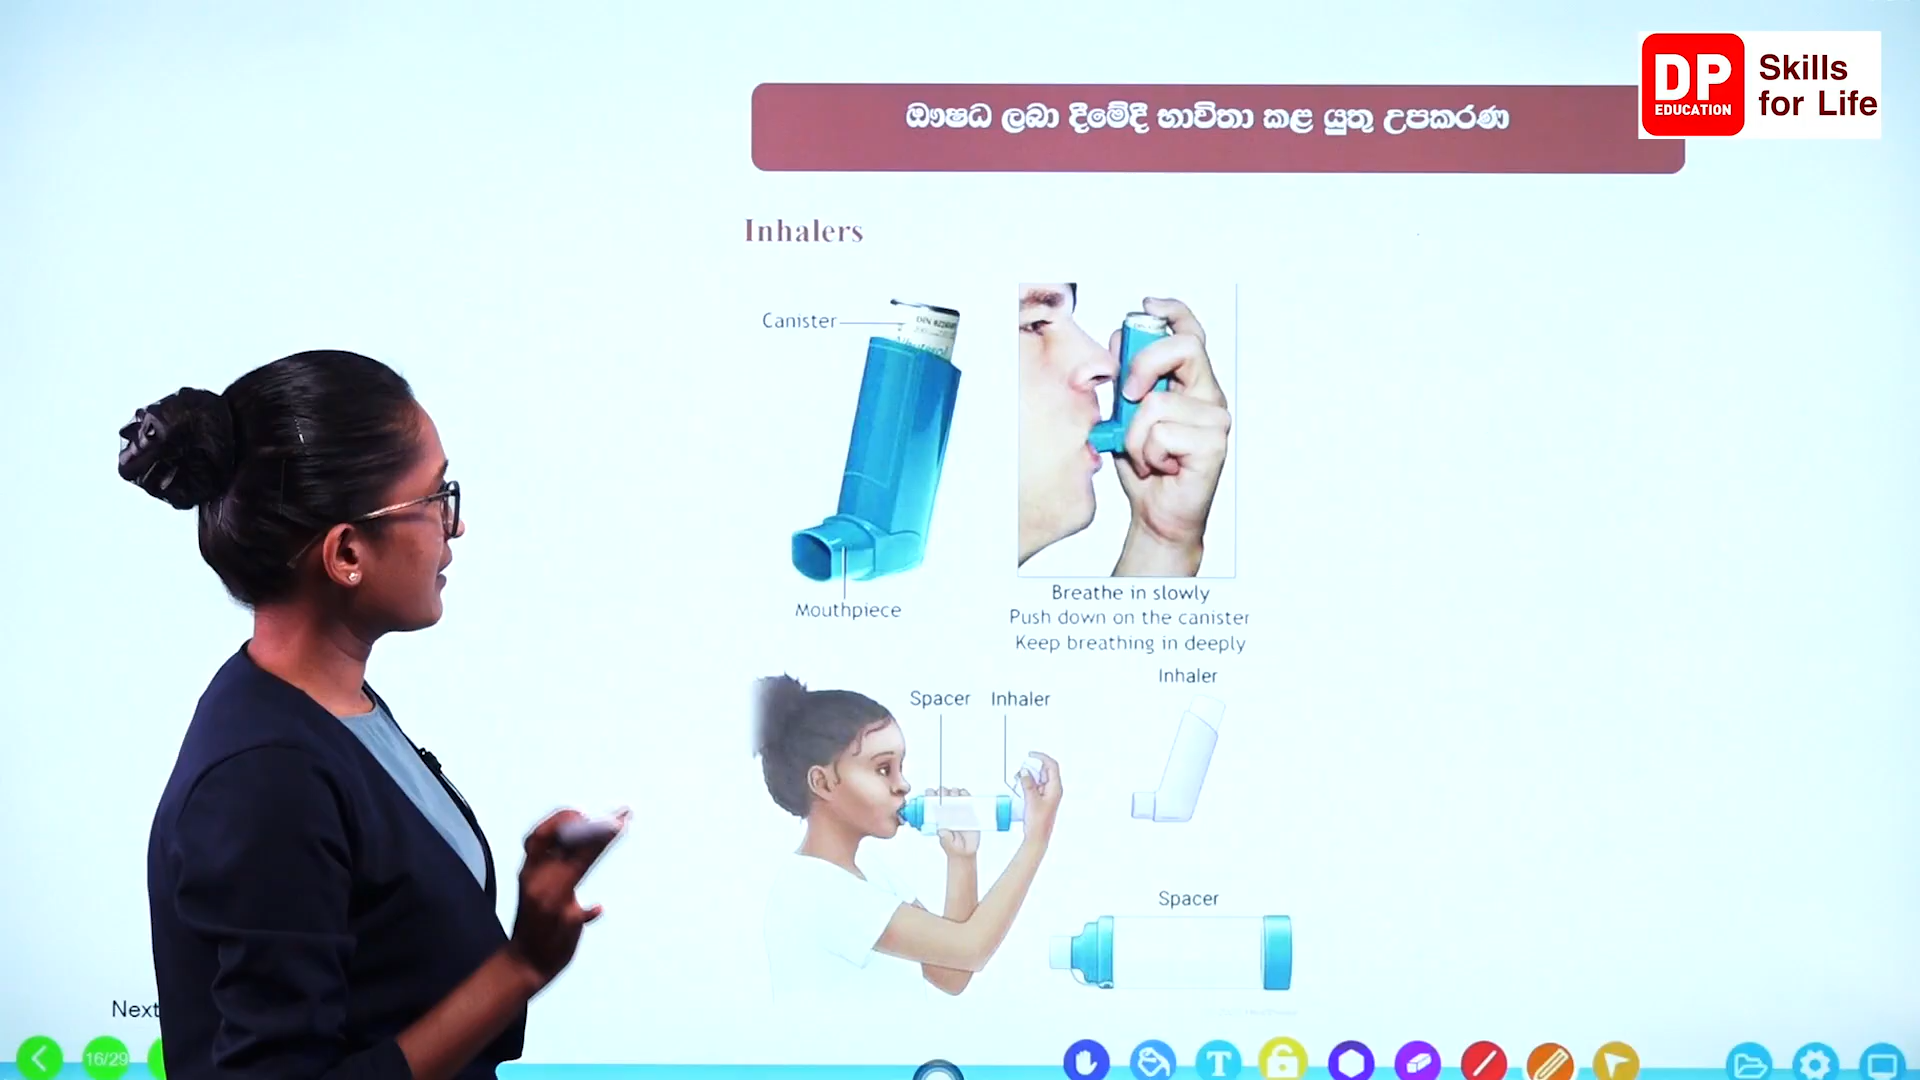 DP
EDUCATION
Skills
for Life
ඖෂධ ලබා දීමේදී භාවිතා කළ යුතු උපකරණ
Inhalers
Canister
Mouthpiece
Breathe in slowly
Push down on the canister
Keep breathing in deeply
Spacer
Inhaler
Inhaler
Spacer
Next
16/29
T